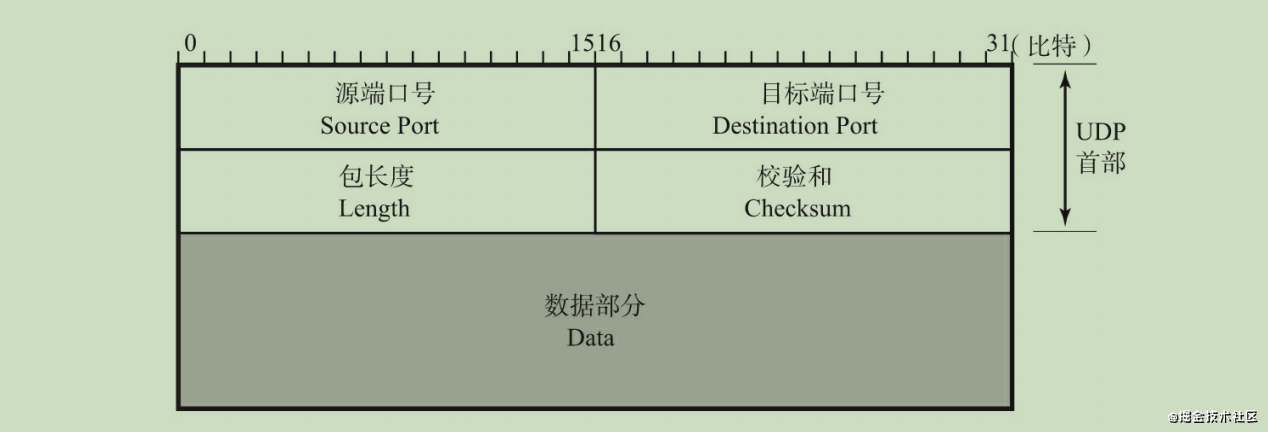 0 1516 31(比特)
源端口号 目标端口号
Source Port Destination Port
UDP
首部
包长度 校验和
Length Checksum
数据部分
Data
@掘金技术社区